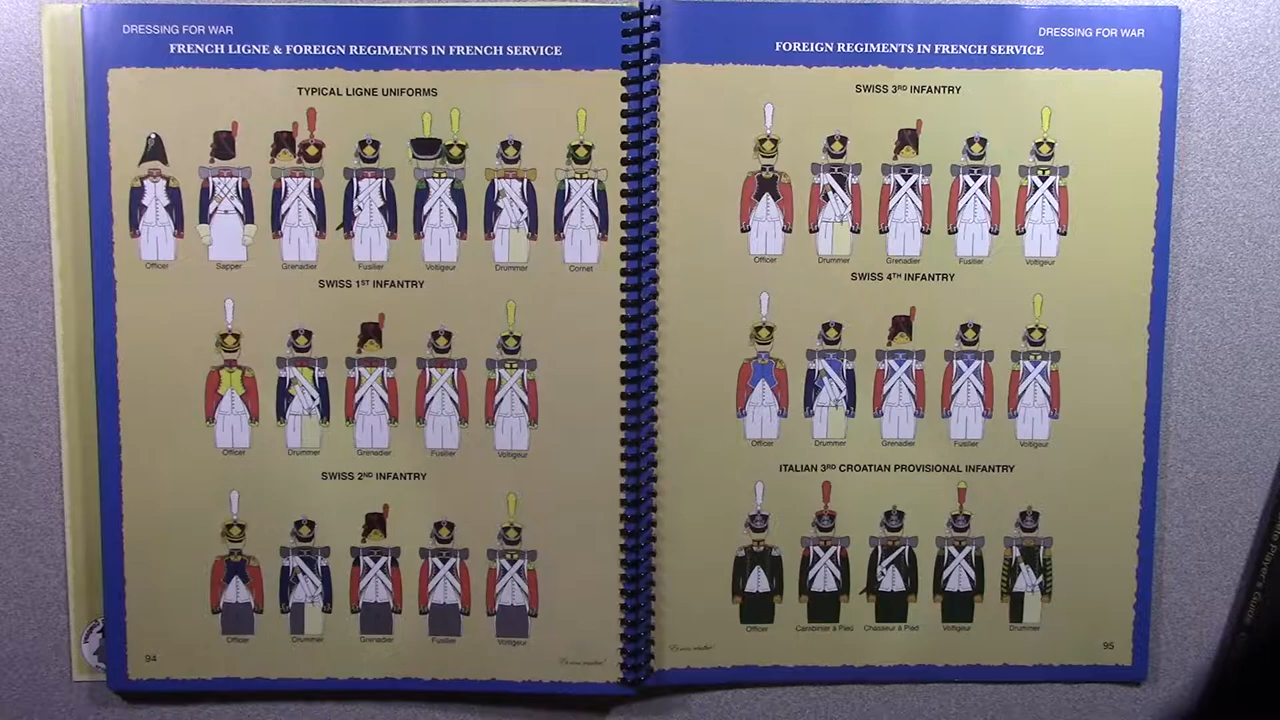 DRESSING FOR WAR
FRENCH LIGNE & FOREIGN REGIMENTS IN FRENCH SERVICE
TYPICAL LIGNE UNIFORMS
Officer Sapper Grenadier Fusilier Voltigeur Drummer Cornet
SWISS 1ST INFANTRY
Officer Drummer Grenadier Fusilier Voltigeur
SWISS 2ND INFANTRY
Officer Drummer Grenadier Fusilier Voltigeur
94
DRESSING FOR WAR
FOREIGN REGIMENTS IN FRENCH SERVICE
SWISS 3RD INFANTRY
Officer Drummer Grenadier Fusilier Voltigeur
SWISS 4TH INFANTRY
Officer Drummer Grenadier Fusilier Voltigeur
ITALIAN 3RD CROATIAN PROVISIONAL INFANTRY
Officer Carabinier à Pied Chasseur à Pied Voltigeur Drummer
95
Player's Guide